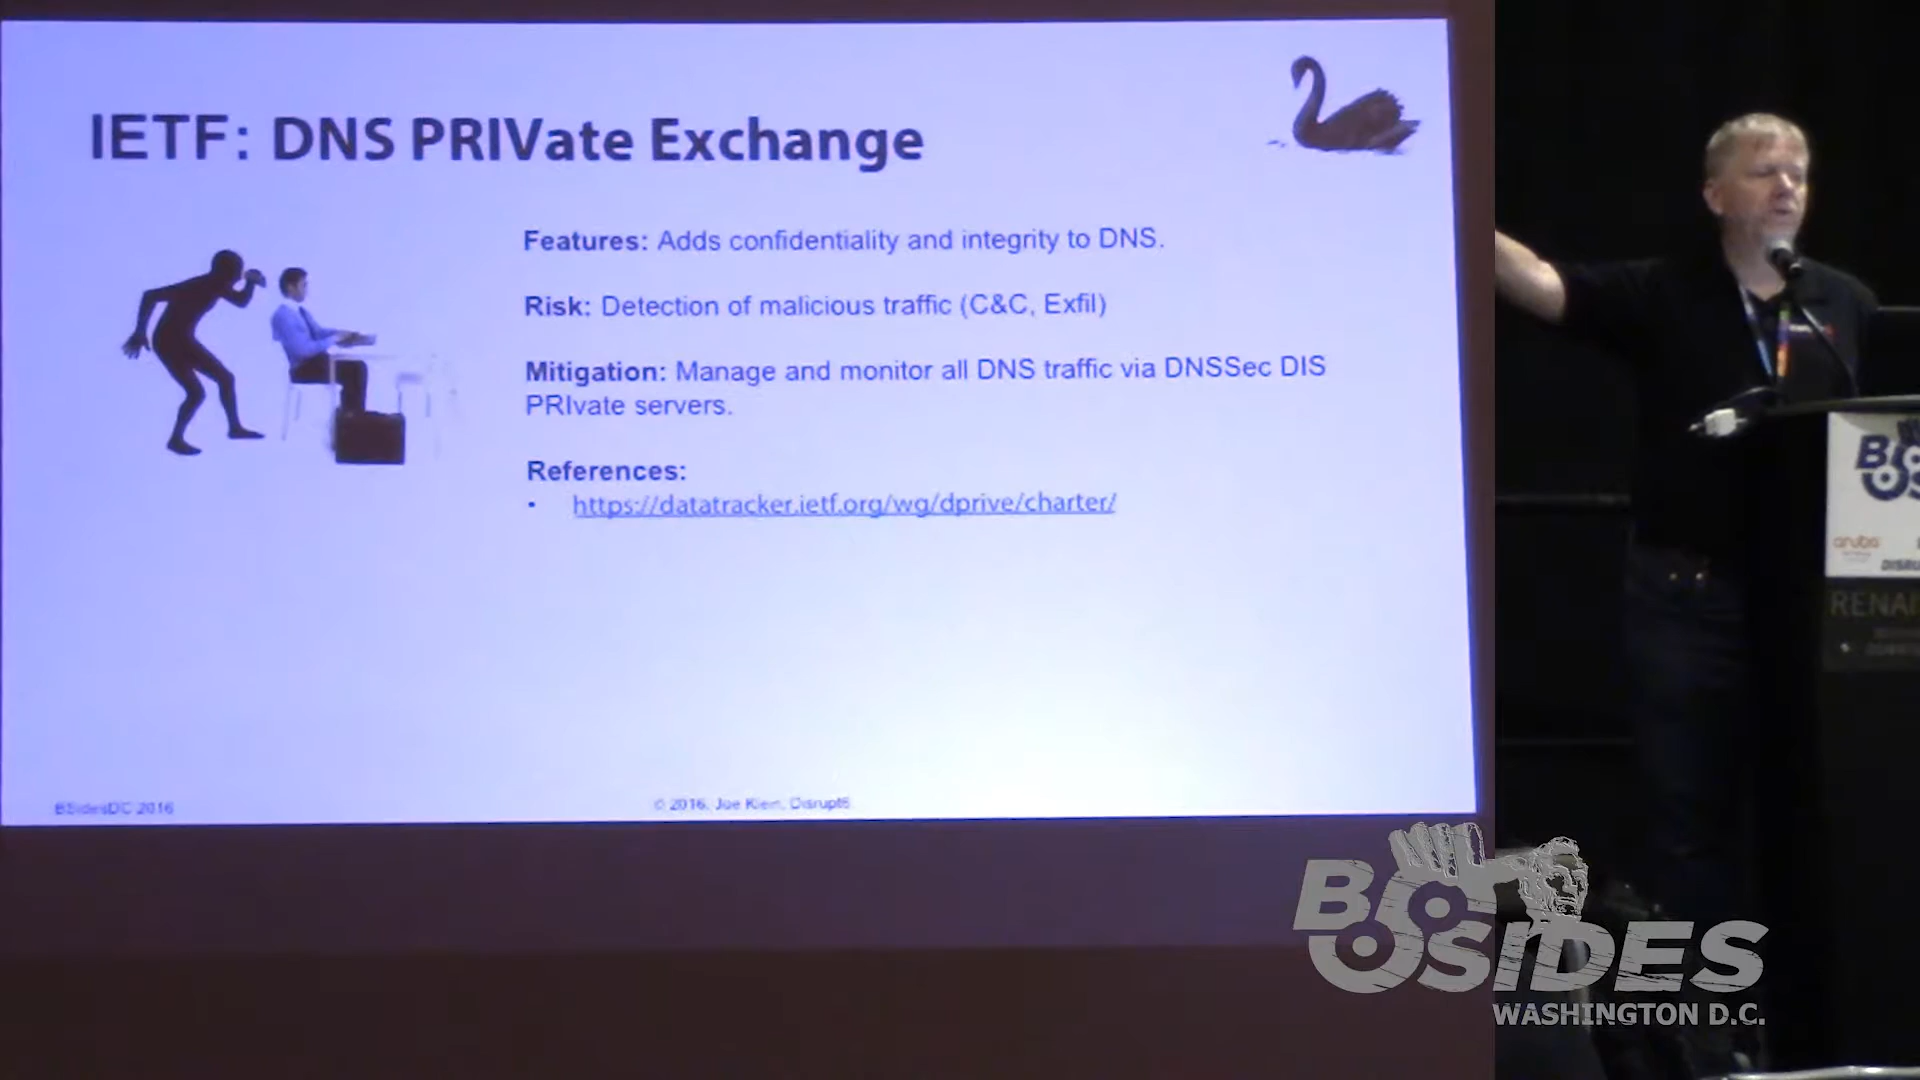 IETF: DNS PRIVate Exchange
Features: Adds confidentiality and integrity to DNS.
Risk: Detection of malicious traffic (C&C, Exfil)
Mitigation: Manage and monitor all DNS traffic via DNSSec DIS
PRIvate servers.
References:
• https://datatracker.ietf.org/wg/dprive/charter/
BSidesDC 2016
© 2016, Joe Klein, Disrupt6
aruba
RENAI
BSIDES
WASHINGTON D.C.